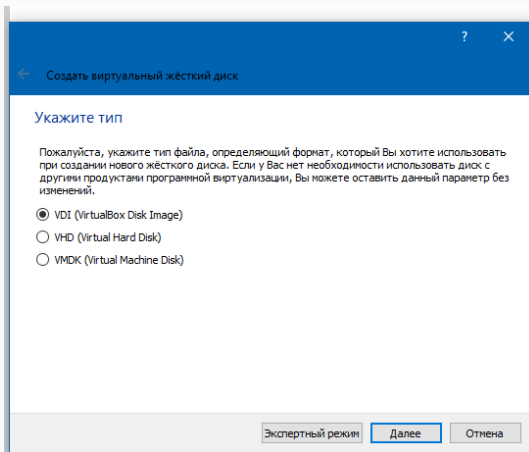 ?
Создать виртуальный жёсткий диск
Укажите тип
Пожалуйста, укажите тип файла, определяющий формат, который Вы хотите использовать
при создании нового жёсткого диска. Если у Вас нет необходимости использовать диск с
другими продуктами программной виртуализации, Вы можете оставить данный параметр без
изменений.
VDI (VirtualBox Disk Image)
VHD (Virtual Hard Disk)
VMDK (Virtual Machine Disk)
Экспертный режим Далее Отмена